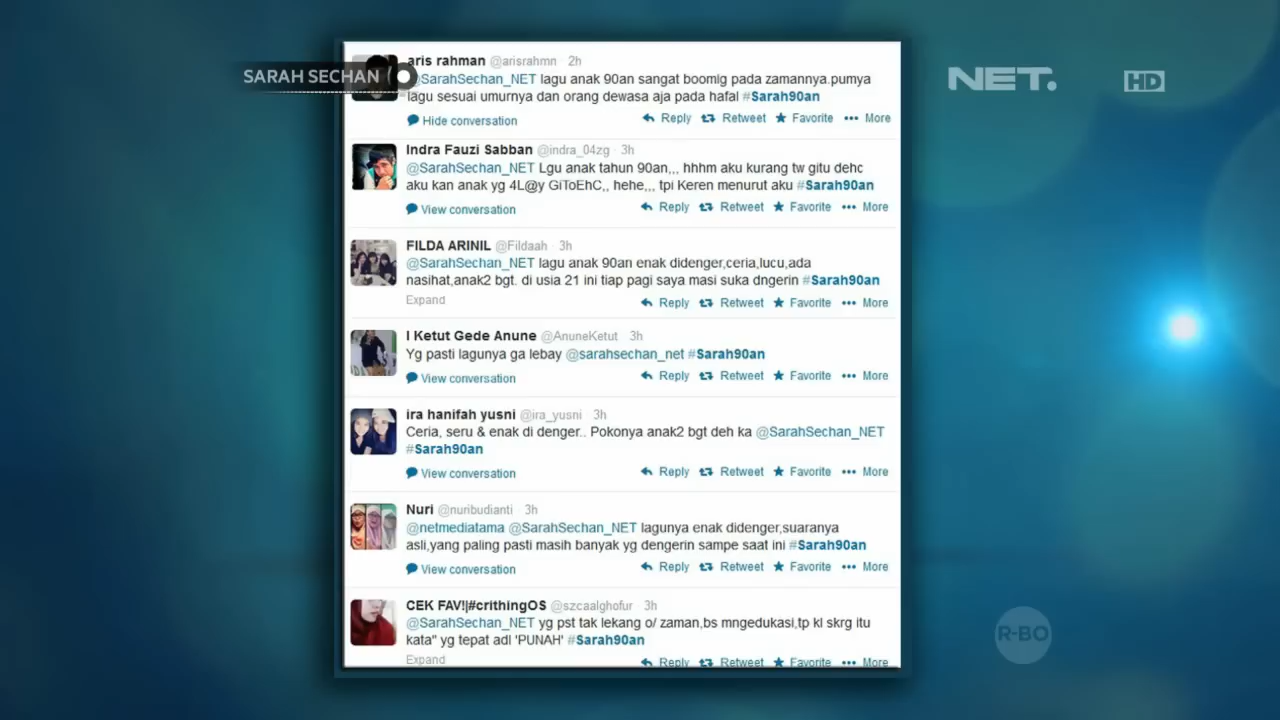 SARAH SECHAN
NET.
HD
aris rahman @arisrahmn 2h
@SarahSechan_NET lagu anak 90an sangat boomig pada zamannya.pumya
lagu sesuai umurnya dan orang dewasa aja pada hafal #Sarah90an
Hide conversation Reply Retweet Favorite More
Indra Fauzi Sabban @indra_04zg · 3h
@SarahSechan_NET Lgu anak tahun 90an,,, hhhm aku kurang tw gitu dehc
aku kan anak yg 4L@y GiToEhC,, hehe,,, tpi Keren menurut aku #Sarah90an
View conversation Reply Retweet Favorite More
FILDA ARINIL @Fildaah · 3h
@SarahSechan_NET lagu anak 90an enak didenger,ceria,lucu,ada
nasihat,anak2 bgt. di usia 21 ini tiap pagi saya masi suka dngerin #Sarah90an
Expand Reply Retweet Favorite More
I Ketut Gede Anune @AnuneKetut 3h
Yg pasti lagunya ga lebay @sarahsechan_net #Sarah90an
View conversation Reply Retweet Favorite More
ira hanifah yusni @ira_yusni 3h
Ceria, seru & enak di denger.. Pokonya anak2 bgt deh ka @SarahSechan_NET
#Sarah90an
View conversation Reply Retweet Favorite More
Nuri @nuribudianti · 3h
@netmediatama @SarahSechan_NET lagunya enak didenger,suaranya
asli,yang paling pasti masih banyak yg dengerin sampe saat ini #Sarah90an
View conversation Reply Retweet Favorite More
CEK FAV!|#crithingOS @szcaalghofur 3h
@SarahSechan_NET yg pst tak lekang o/ zaman,bs mngedukasi,tp kl skrg itu
kata" yg tepat adl 'PUNAH' #Sarah90an
Expand Reply Retweet Favorite More
R-BO